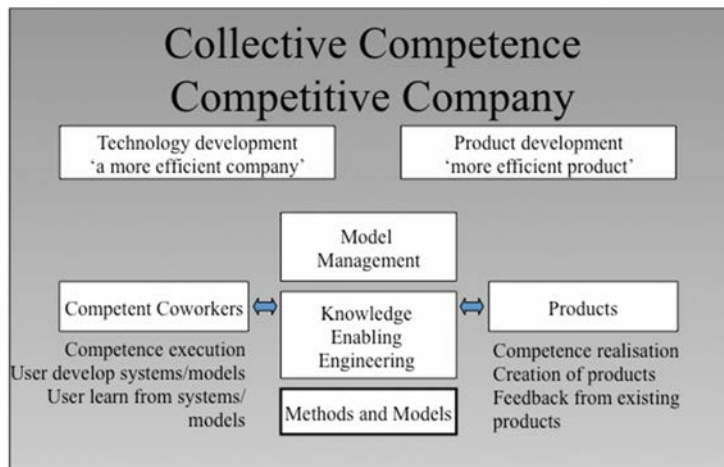 Collective Competence
Competitive Company
Technology development
‘a more efficient company’
Product development
‘more efficient product’
Model
Management
Competent Coworkers
Knowledge
Enabling
Engineering
Products
Competence execution
User develop systems/models
User learn from systems/
models
Competence realisation
Creation of products
Feedback from existing
products
Methods and Models